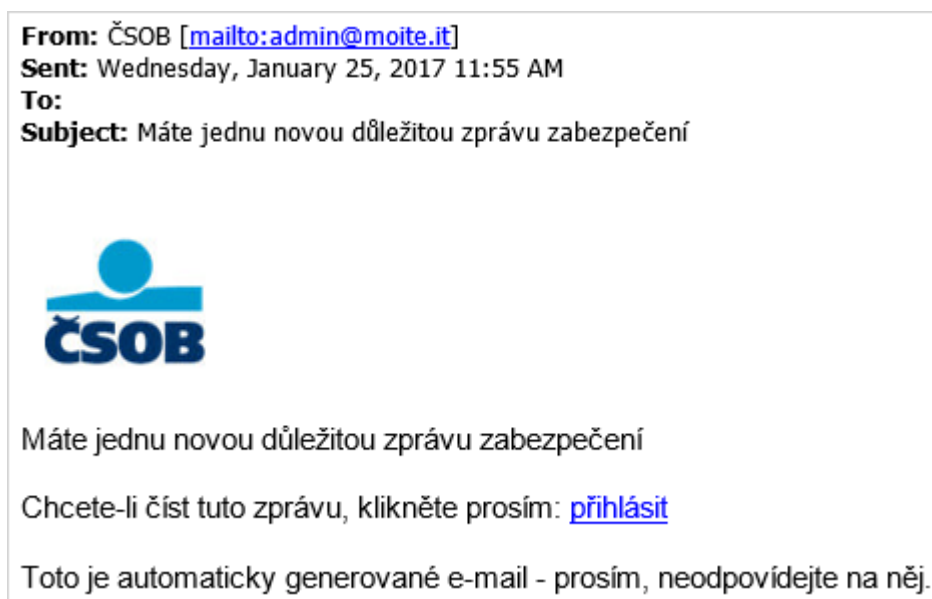 From: ČSOB [mailto:admin@moite.it]
Sent: Wednesday, January 25, 2017 11:55 AM
To:
Subject: Máte jednu novou důležitou zprávu zabezpečení
ČSOB
Máte jednu novou důležitou zprávu zabezpečení
Chcete-li číst tuto zprávu, klikněte prosím: přihlásit
Toto je automaticky generované e-mail - prosím, neodpovídejte na něj.